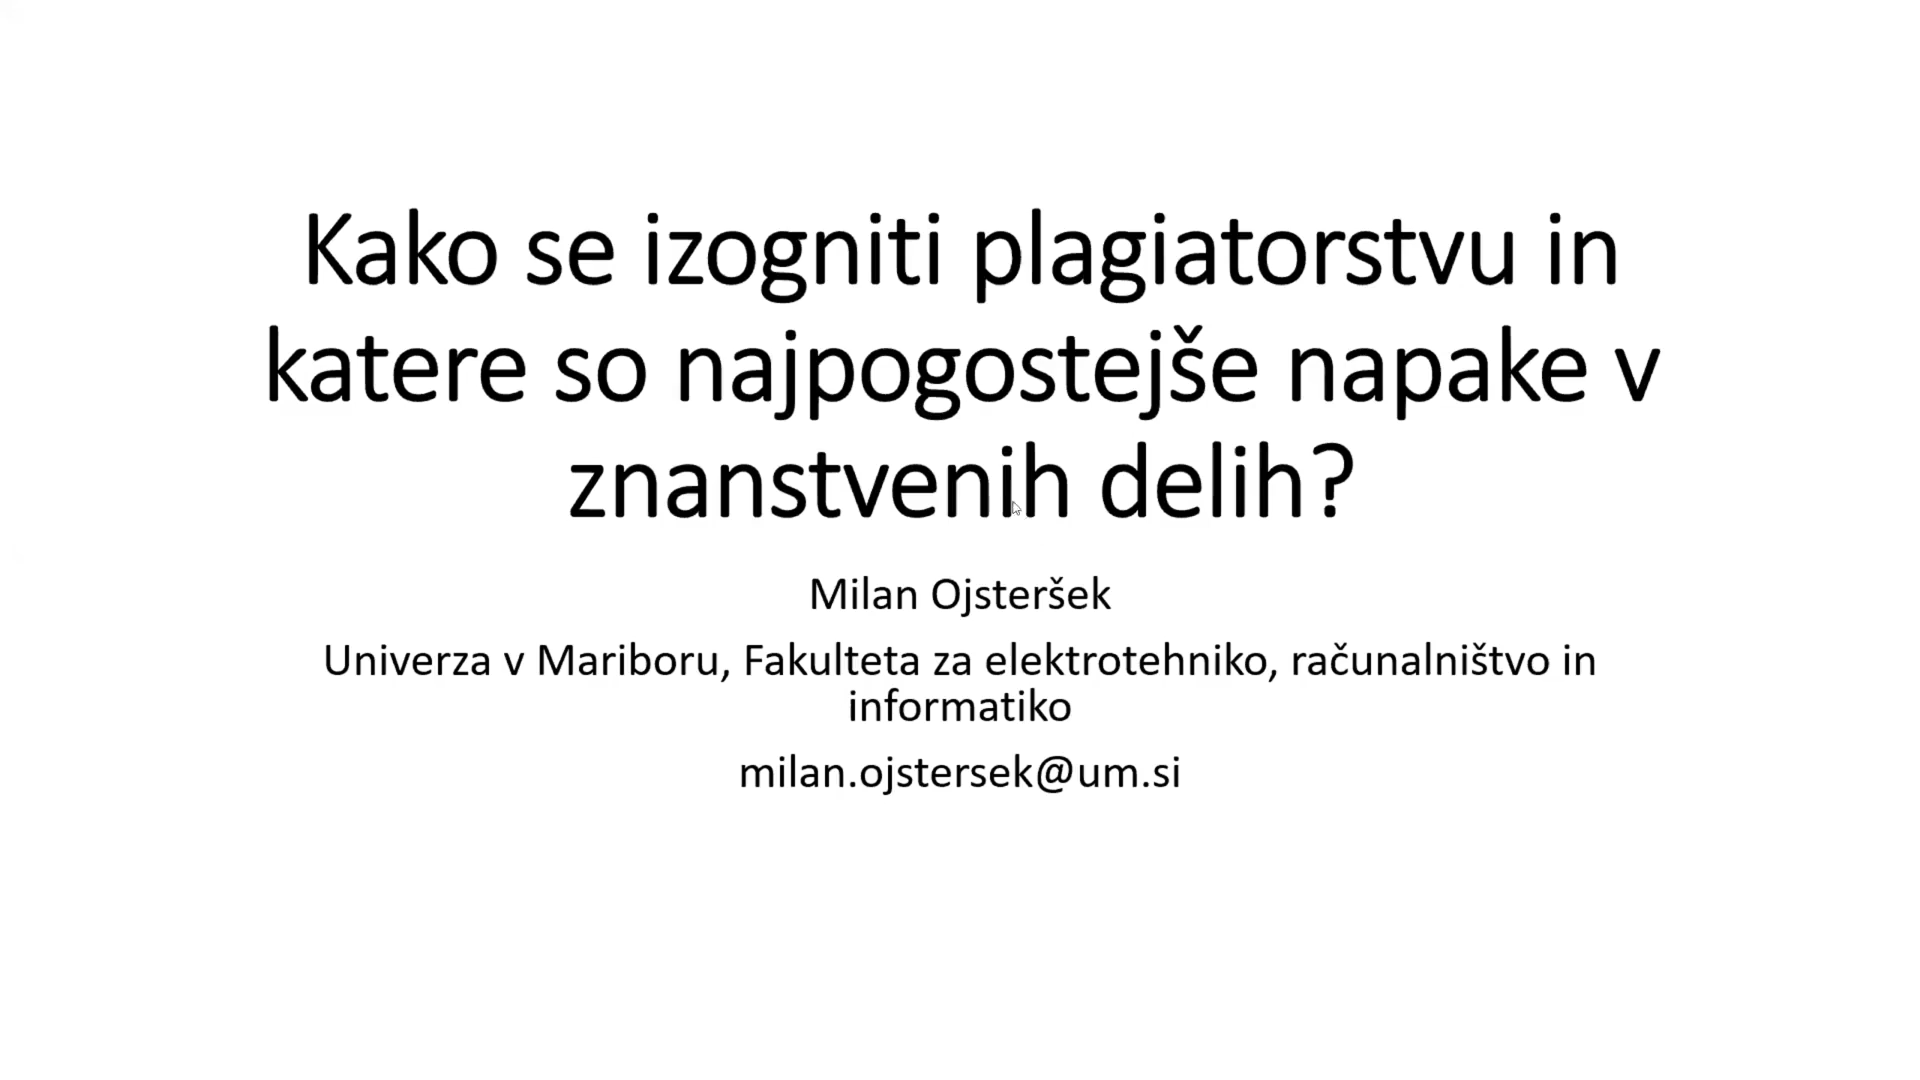 Kako se izogniti plagiatorstvu in
katere so najpogostejše napake v
znanstvenih delih?
Milan Ojsteršek
Univerza v Mariboru, Fakulteta za elektrotehniko, računalništvo in
informatiko
milan.ojstersek@um.si